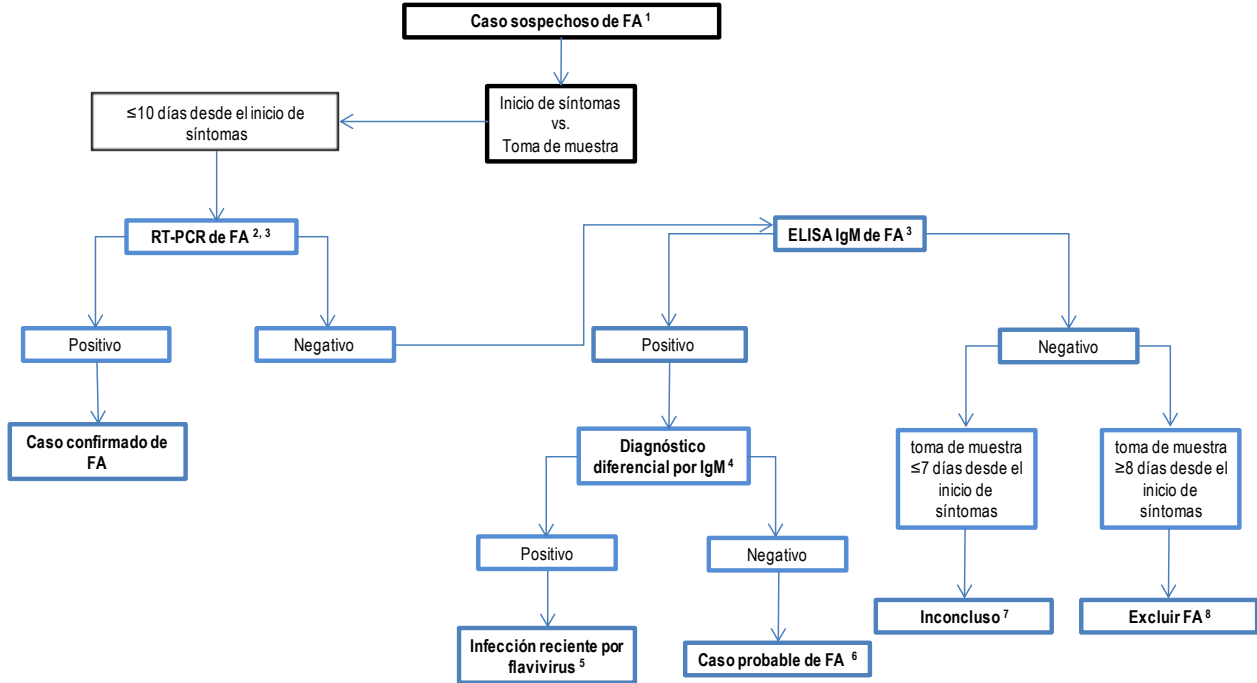 Caso sospechoso de FA 1
≤10 días desde el inicio de
síntomas
Inicio de síntomas
vs.
Toma de muestra
RT-PCR de FA 2, 3
ELISA IgM de FA 3
Positivo
Negativo
Positivo
Negativo
Caso confirmado de
FA
Diagnóstico
diferencial por IgM 4
toma de muestra
≤7 días desde el
inicio de
síntomas
toma de muestra
≥8 días desde el
inicio de
síntomas
Positivo
Negativo
Infección reciente por
flavivirus 5
Caso probable de FA 6
Inconcluso 7
Excluir FA 8